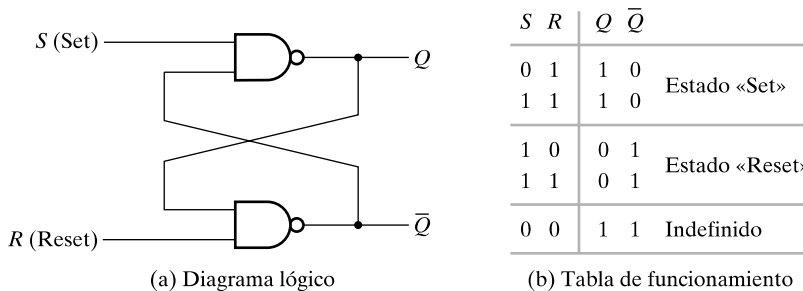 S (Set)
Q
R (Reset)
Q̅
(a) Diagrama lógico
S R Q Q̅
0 1 1 0
1 1 1 0
Estado «Set»
1 0 0 1
1 1 0 1
Estado «Reset»
0 0 1 1 Indefinido
(b) Tabla de funcionamiento